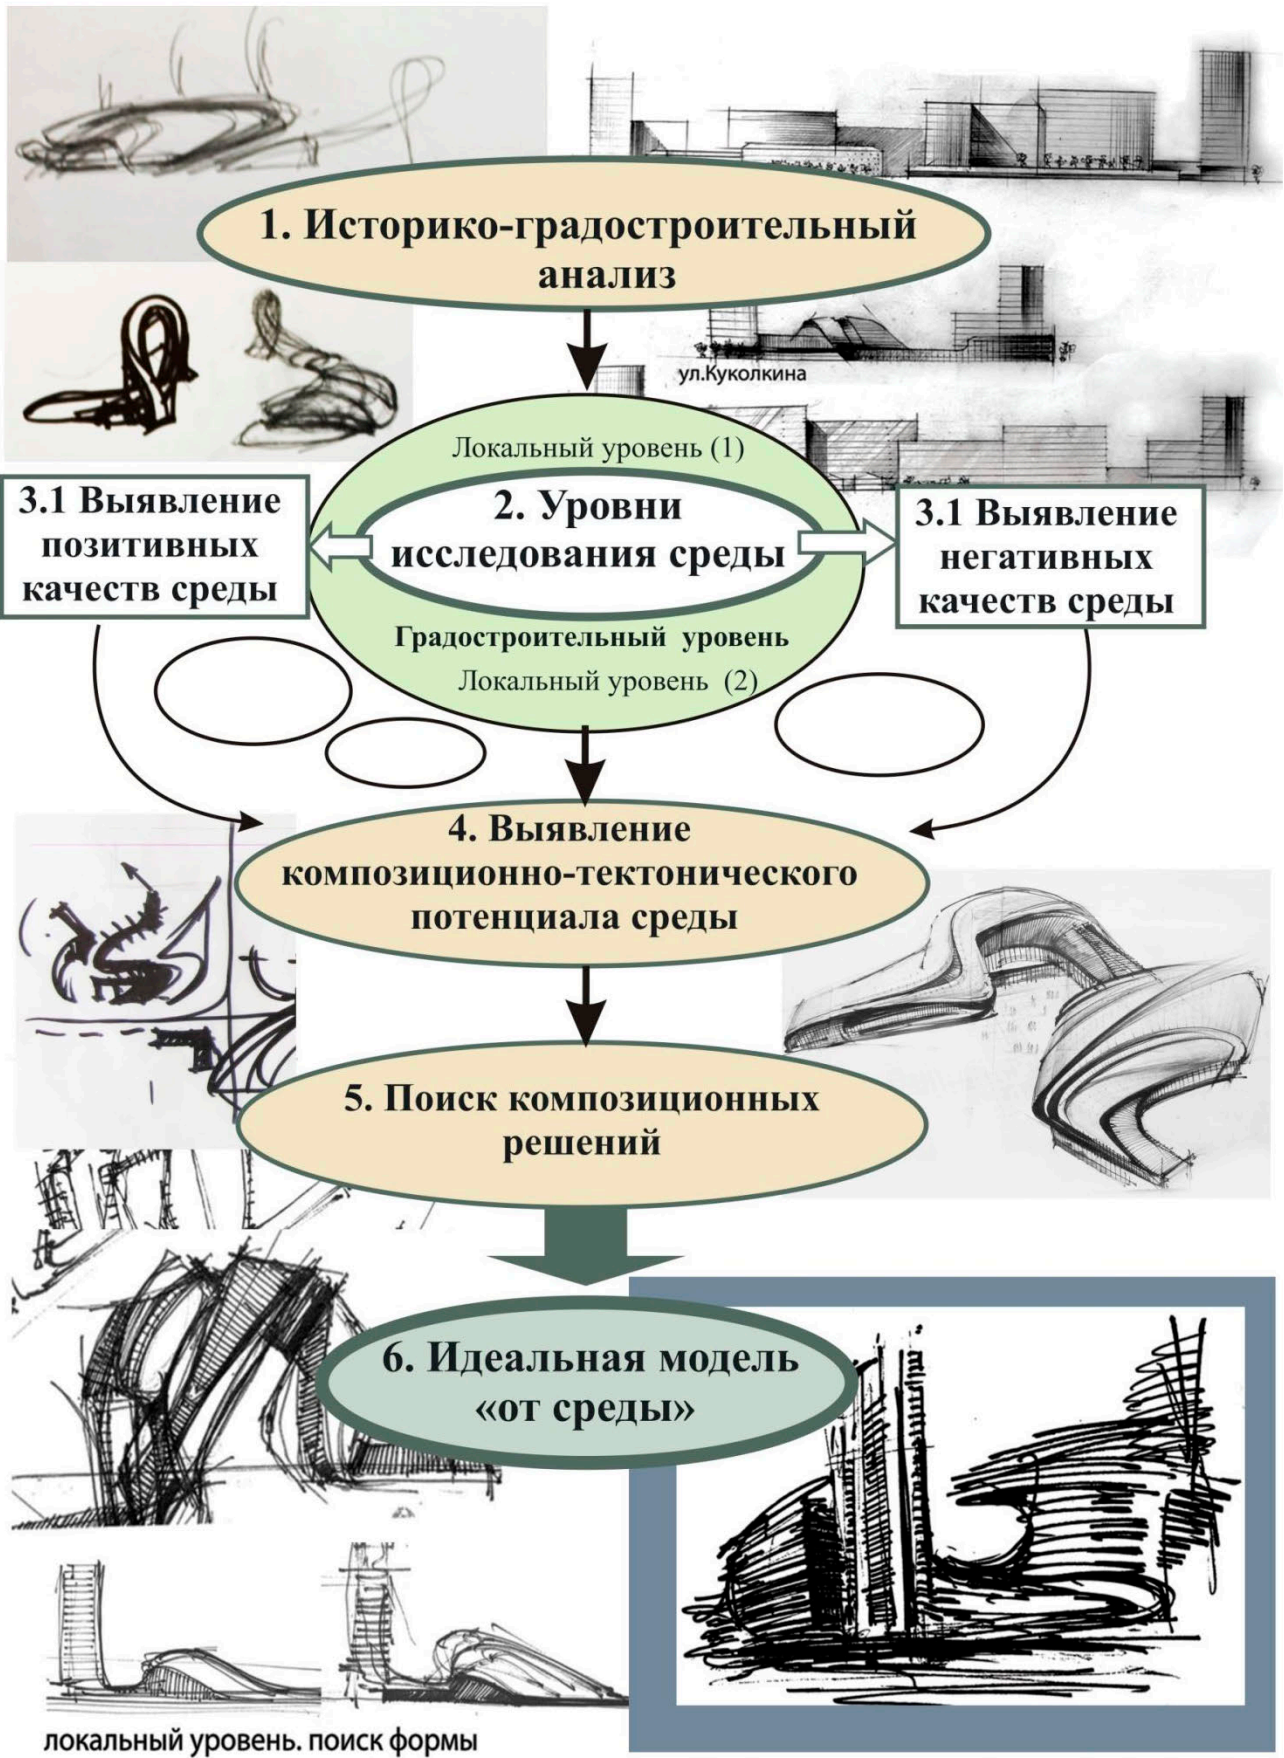 1. Историко-градостроительный
анализ
ул.Куколкина
Локальный уровень (1)
2. Уровни
исследования среды
Градостроительный уровень
Локальный уровень (2)
3.1 Выявление
позитивных
качеств среды
3.1 Выявление
негативных
качеств среды
4. Выявление
композиционно-тектонического
потенциала среды
5. Поиск композиционных
решений
6. Идеальная модель
«от среды»
локальный уровень. поиск формы